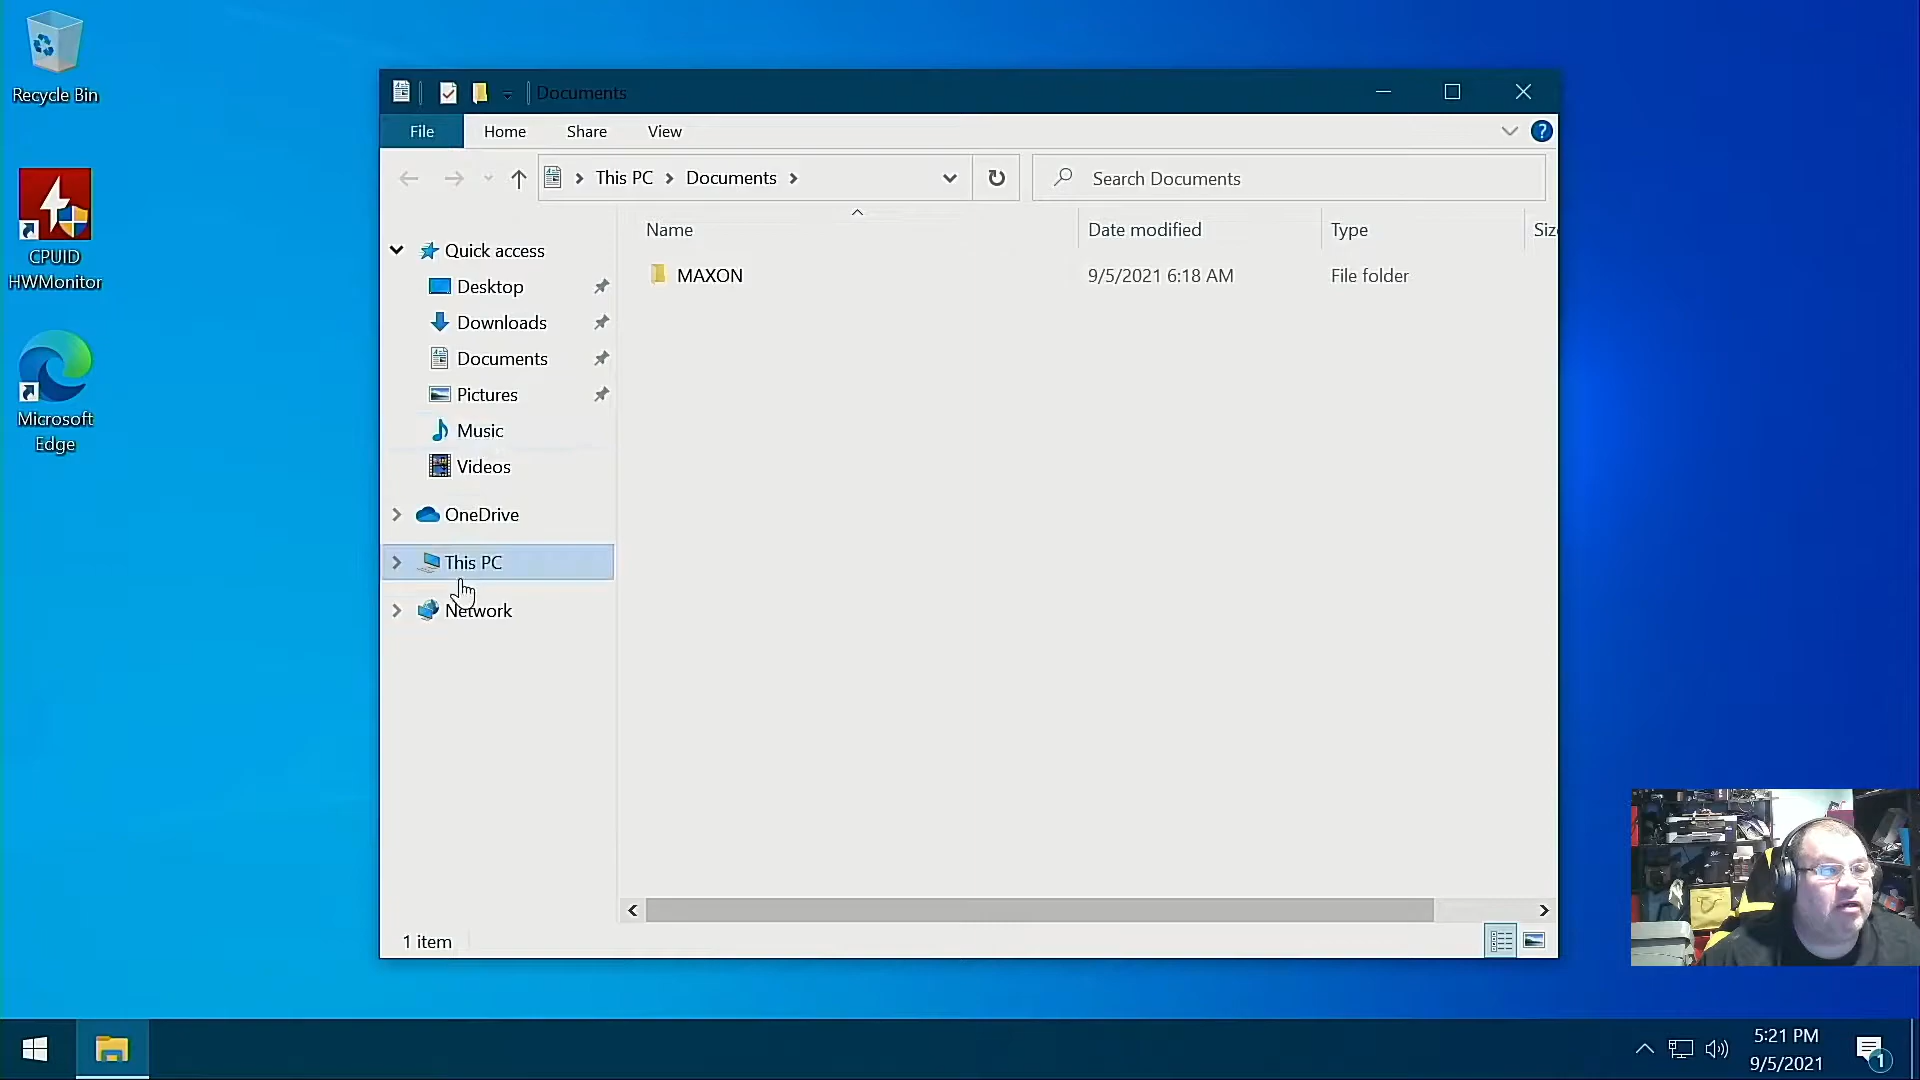 Recycle Bin
CPUID
HWMonitor
Microsoft
Edge
Documents
File Home Share View ?
This PC Documents
Search Documents
Name Date modified Type Siz
MAXON 9/5/2021 6:18 AM File folder
Quick access
Desktop
Downloads
Documents
Pictures
Music
Videos
OneDrive
This PC
Network
1 item
5:21 PM
9/5/2021
1